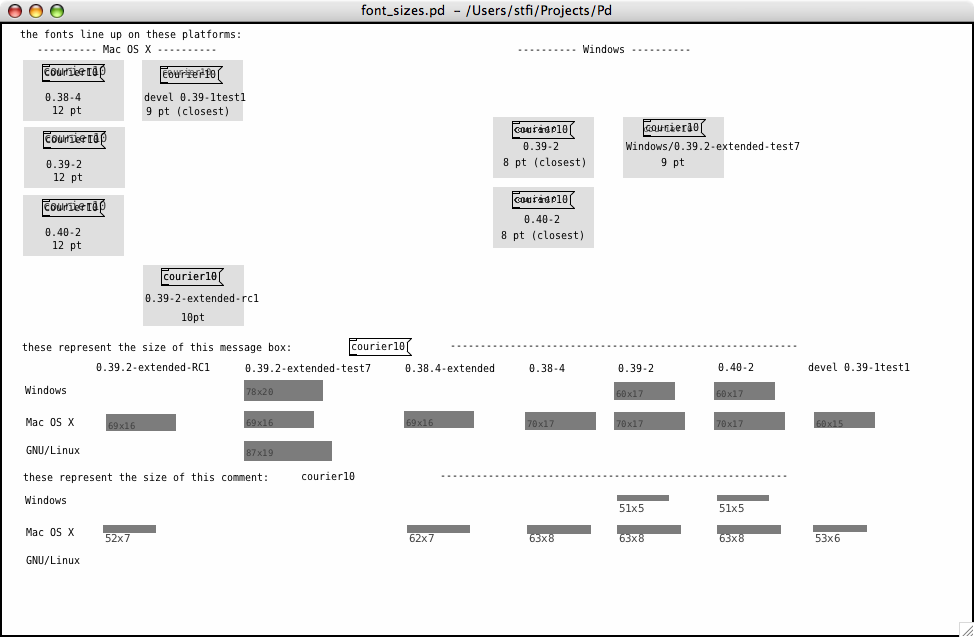 font_sizes.pd – /Users/stfi/Projects/Pd
the fonts line up on these platforms:
---------- Mac OS X ----------
---------- Windows ----------
courier10
0.38-4
12 pt
courier10
devel 0.39-1test1
9 pt (closest)
courier10
0.39-2
12 pt
courier10
0.39-2
8 pt (closest)
courier10
Windows/0.39.2-extended-test7
9 pt
courier10
0.40-2
12 pt
courier10
0.40-2
8 pt (closest)
courier10
0.39-2-extended-rc1
10pt
these represent the size of this message box: courier10 ----------------------------------------------------------
0.39.2-extended-RC1 0.39.2-extended-test7 0.38.4-extended 0.38-4 0.39-2 0.40-2 devel 0.39-1test1
Windows 78x20 60x17 60x17
Mac OS X 69x16 69x16 69x16 70x17 70x17 70x17 60x15
GNU/Linux 87x19
these represent the size of this comment: courier10 ----------------------------------------------------------
Windows 51x5 51x5
Mac OS X 52x7 62x7 63x8 63x8 63x8 53x6
GNU/Linux